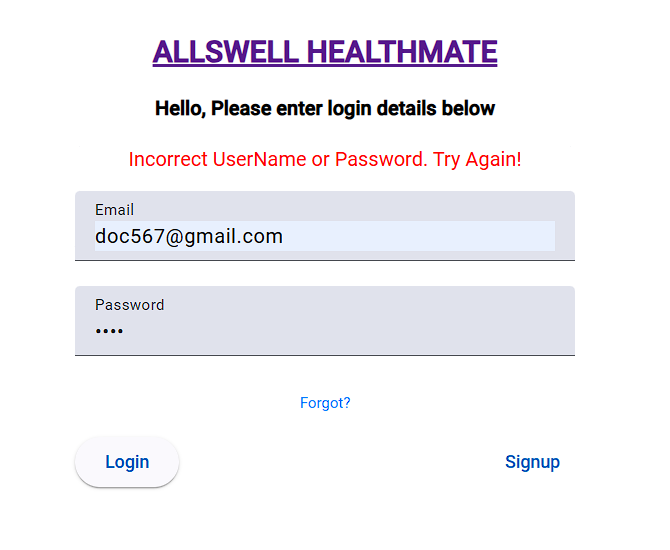 ALLSWELL HEALTHMATE
Hello, Please enter login details below
Incorrect UserName or Password. Try Again!
Email
doc567@gmail.com
Password
••••
Forgot?
Login
Signup